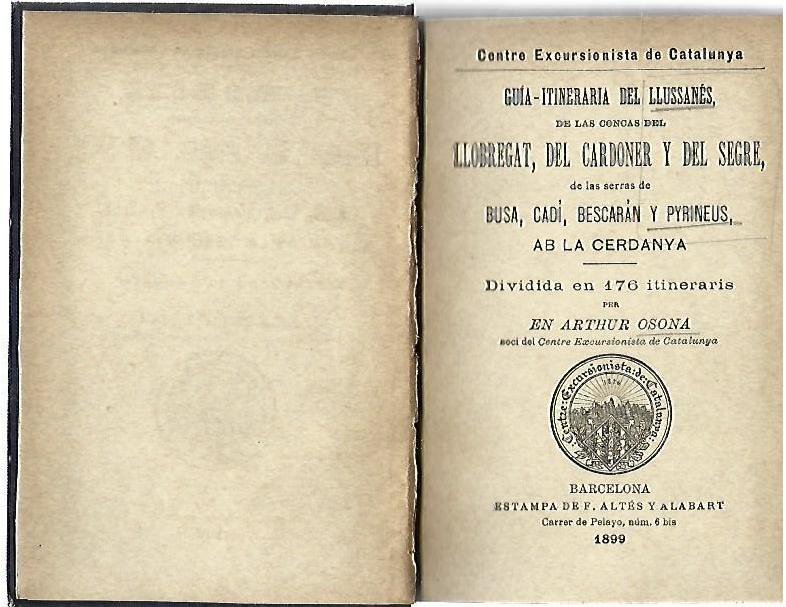 Centre Excursionista de Catalunya
GUÍA-ITINERARIA DEL LLUSSANÉS,
DE LAS CONCAS DEL
LLOBREGAT, DEL CARDONER Y DEL SEGRE,
de las serras de
BUSA, CADÍ, BESCARÁN Y PYRINEUS,
AB LA CERDANYA
Dividida en 176 itineraris
PER
EN ARTHUR OSONA
soci del Centre Excursionista de Catalunya
Centre·Excursionista·de·Catalunya
1876
BARCELONA
ESTAMPA DE F. ALTÉS Y ALABART
Carrer de Pelayo, núm. 6 bis
1899